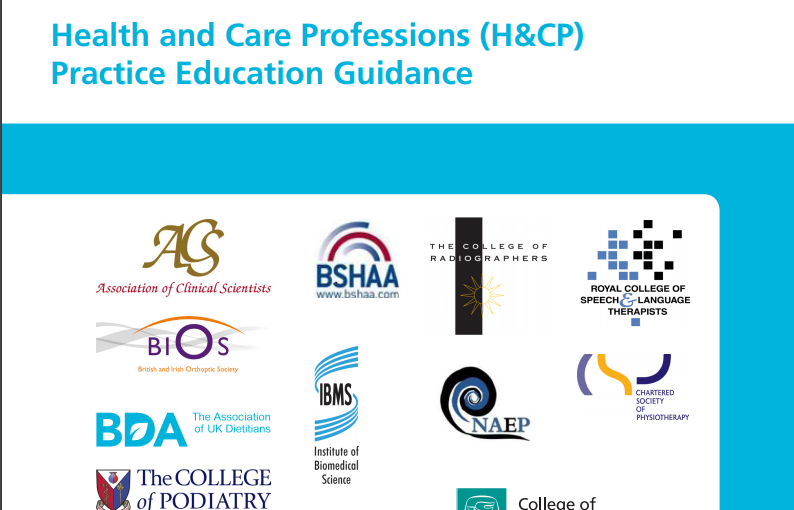 Health and Care Professions (H&CP)
Practice Education Guidance
ACS
Association of Clinical Scientists
BSHAA
www.bshaa.com
THE COLLEGE OF
RADIOGRAPHERS
ROYAL COLLEGE OF
SPEECH & LANGUAGE
THERAPISTS
BIOS
British and Irish Orthoptic Society
IBMS
Institute of
Biomedical
Science
NAEP
CHARTERED
SOCIETY
OF
PHYSIOTHERAPY
BDA
The Association
of UK Dietitians
The COLLEGE
of PODIATRY
College of